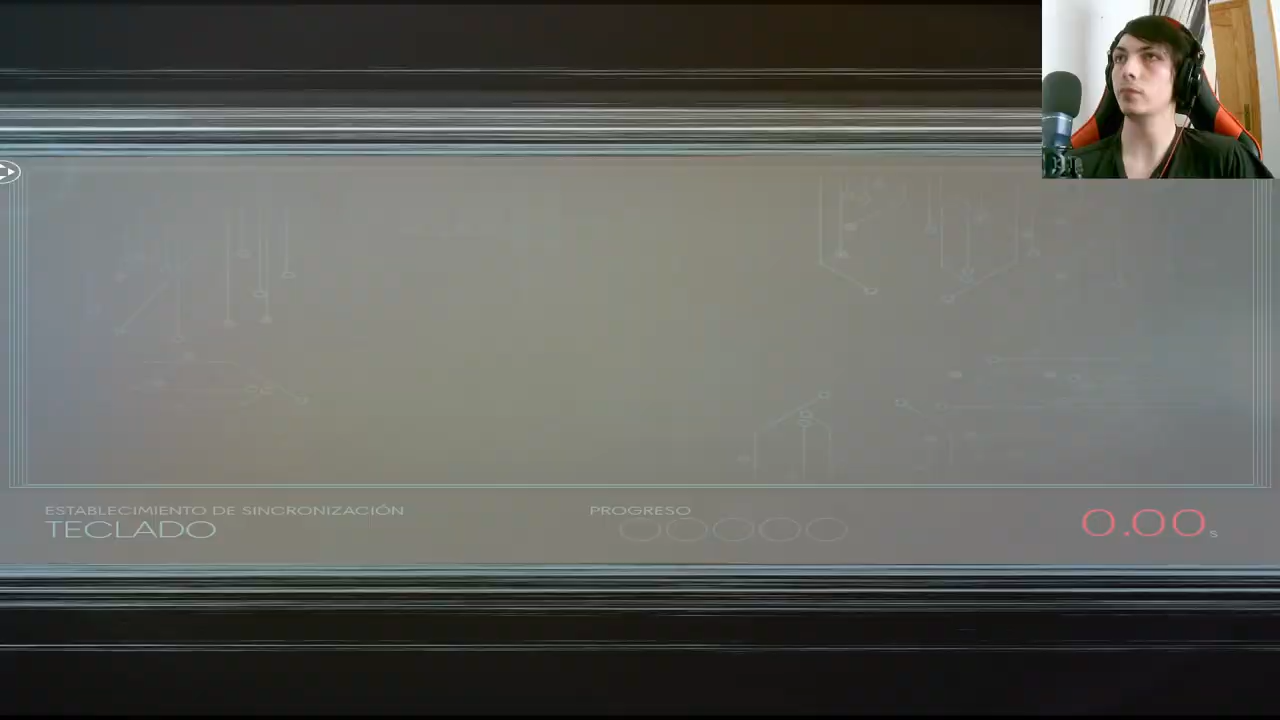 ESTABLECIMIENTO DE SINCRONIZACIÓN
TECLADO
PROGRESO
0.00s